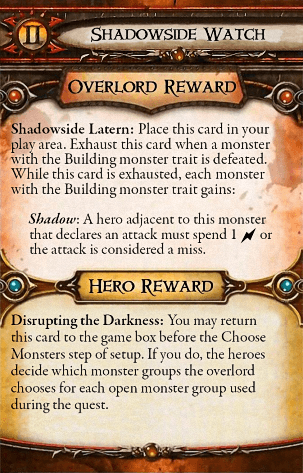 II
SHADOWSIDE WATCH
OVERLORD REWARD
Shadowside Latern: Place this card in your
play area. Exhaust this card when a monster
with the Building monster trait is defeated.
While this card is exhausted, each monster
with the Building monster trait gains:
Shadow: A hero adjacent to this monster
that declares an attack must spend 1 or
the attack is considered a miss.
HERO REWARD
Disrupting the Darkness: You may return
this card to the game box before the Choose
Monsters step of setup. If you do, the heroes
decide which monster groups the overlord
chooses for each open monster group used
during the quest.